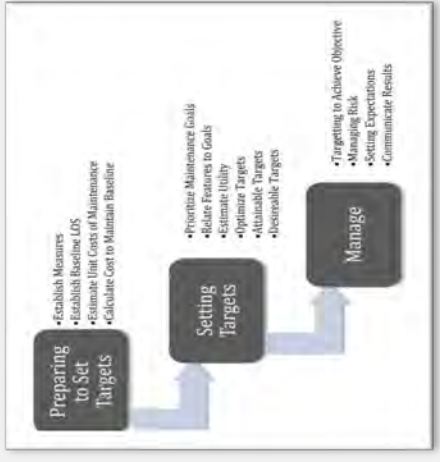 Preparing
to Set
Targets
•Establish Measures
•Establish Baseline LOS
•Estimate Unit Costs of Maintenance
•Calculate Cost to Maintain Baseline
Setting
Targets
•Prioritize Maintenance Goals
•Relate Features to Goals
•Estimate Utility
•Optimize Targets
•Attainable Targets
•Desireable Targets
Manage
•Targetting to Achieve Objective
•Managing Risk
•Setting Expectations
•Communicate Results